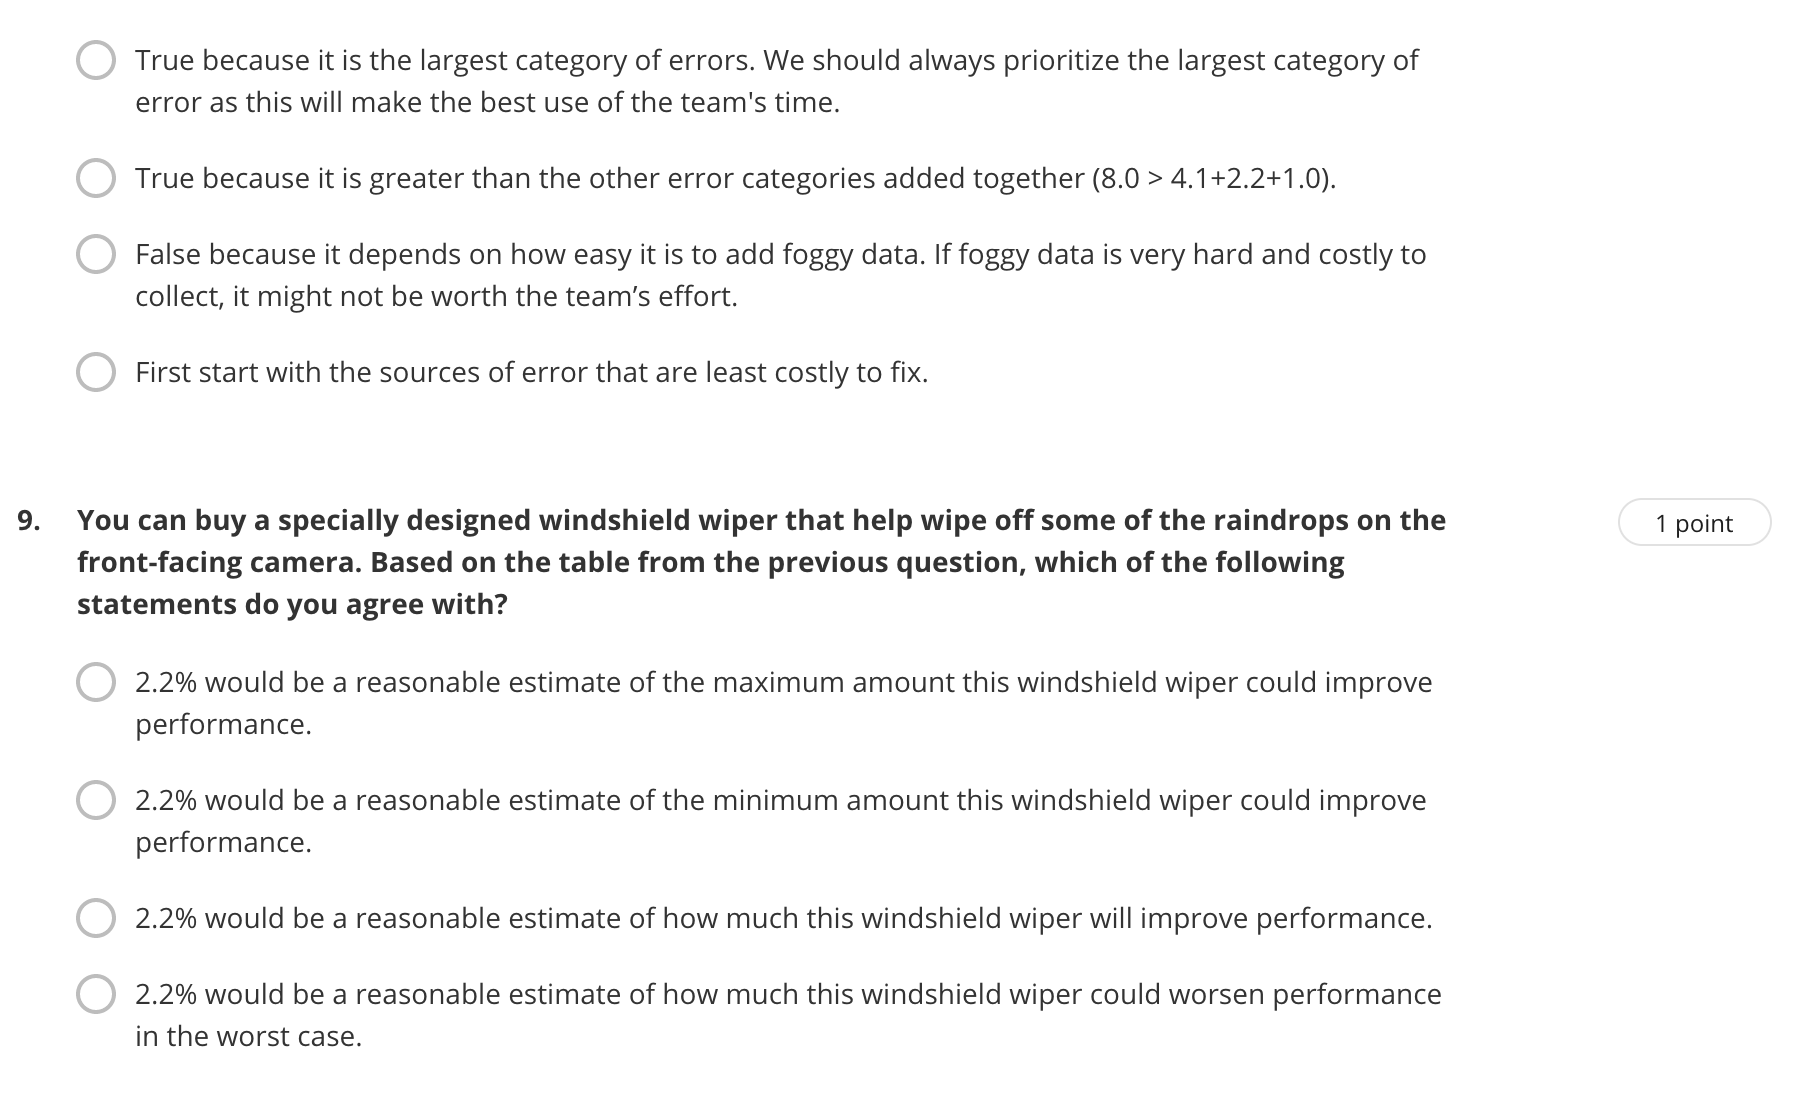 True because it is the largest category of errors. We should always prioritize the largest category of
error as this will make the best use of the team's time.
True because it is greater than the other error categories added together (8.0 > 4.1+2.2+1.0).
False because it depends on how easy it is to add foggy data. If foggy data is very hard and costly to
collect, it might not be worth the team’s effort.
First start with the sources of error that are least costly to fix.
9. You can buy a specially designed windshield wiper that help wipe off some of the raindrops on the
front-facing camera. Based on the table from the previous question, which of the following
statements do you agree with?
1 point
2.2% would be a reasonable estimate of the maximum amount this windshield wiper could improve
performance.
2.2% would be a reasonable estimate of the minimum amount this windshield wiper could improve
performance.
2.2% would be a reasonable estimate of how much this windshield wiper will improve performance.
2.2% would be a reasonable estimate of how much this windshield wiper could worsen performance
in the worst case.